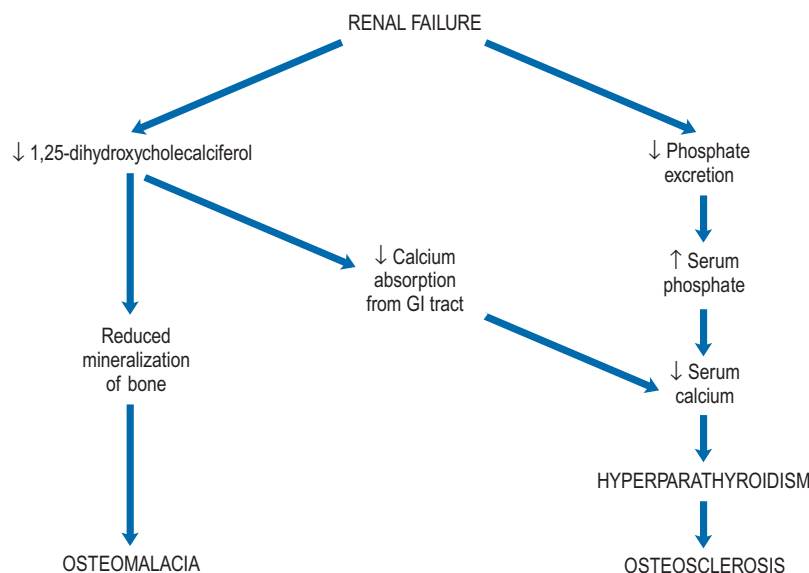 RENAL FAILURE
↓ 1,25-dihydroxycholecalciferol
↓ Phosphate
excretion
↓ Calcium
absorption
from GI tract
↑ Serum
phosphate
Reduced
mineralization
of bone
↓ Serum
calcium
HYPERPARATHYROIDISM
OSTEOMALACIA
OSTEOSCLEROSIS